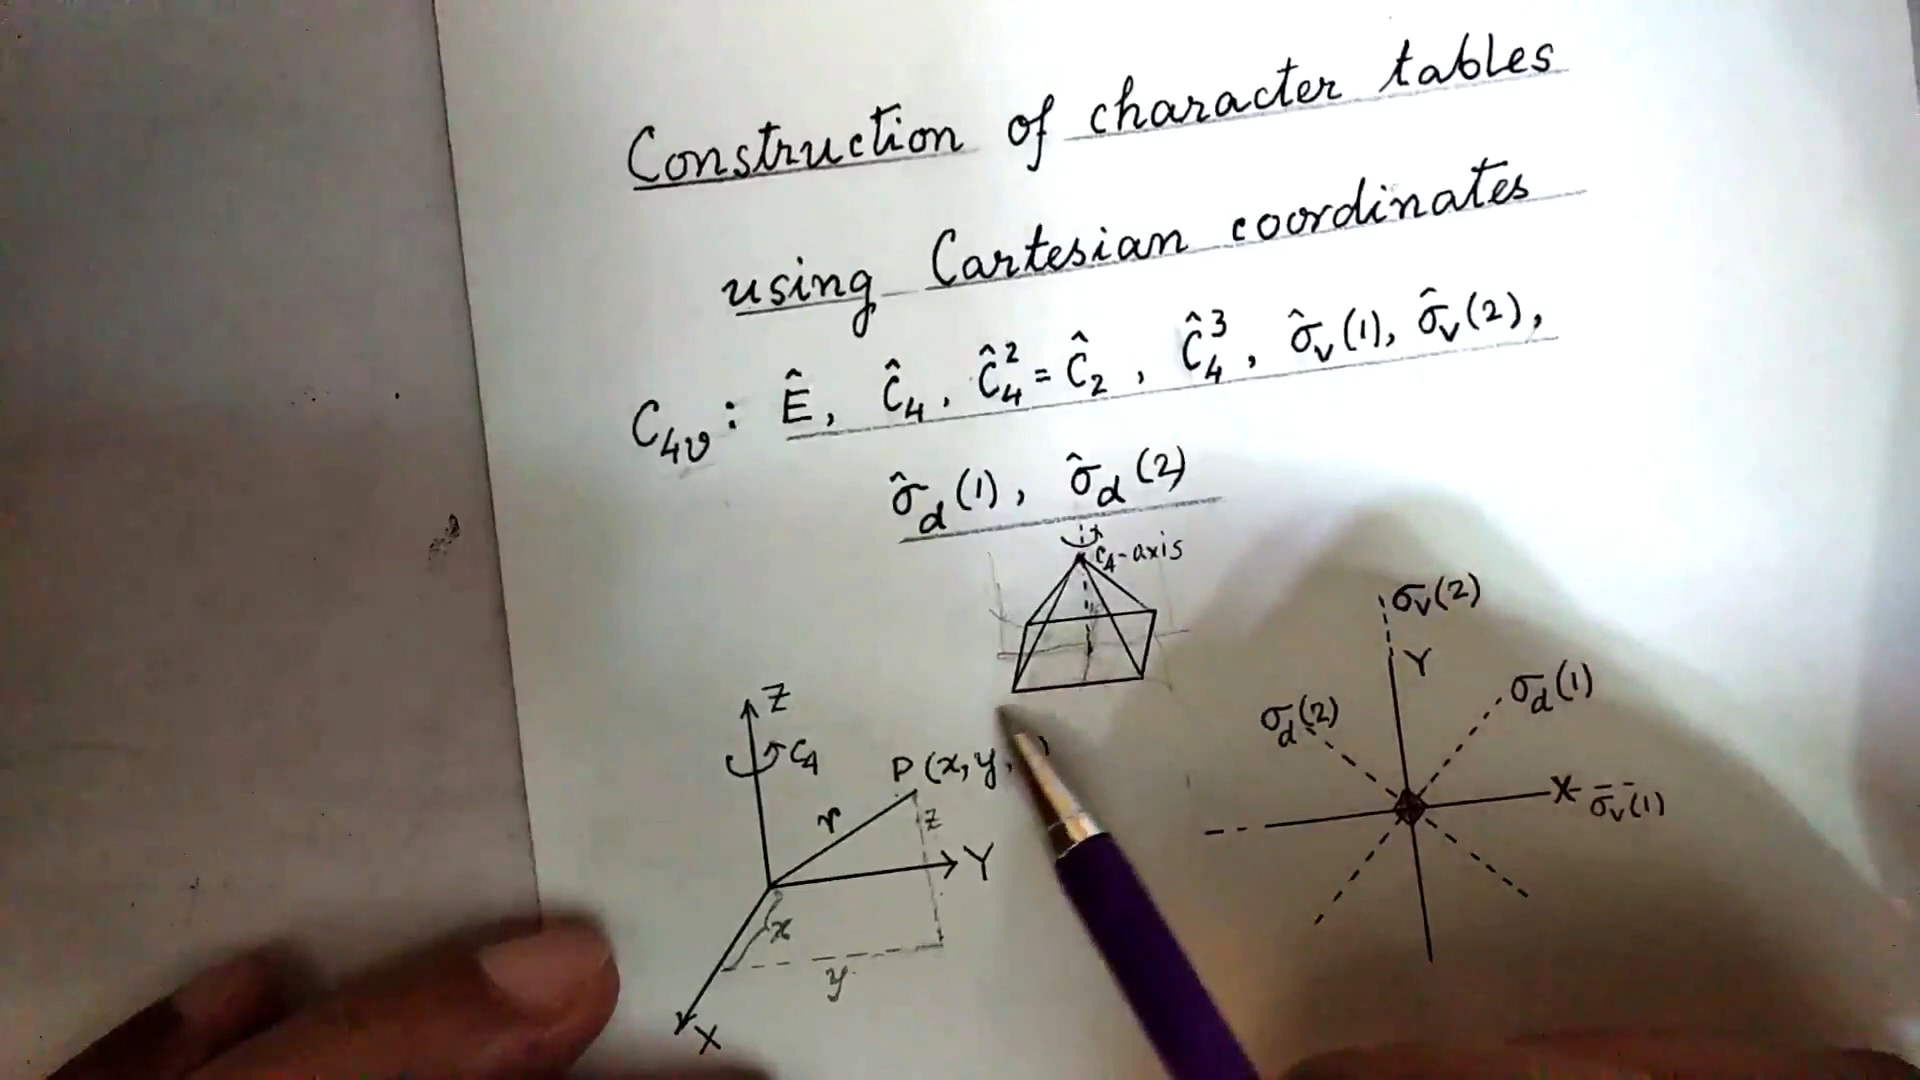 Construction of character tables
using Cartesian coordinates
C₄ᵥ : Ê, Ĉ₄, Ĉ₄² = Ĉ₂, Ĉ₄³, σ̂ᵥ(1), σ̂ᵥ(2),
σ̂d(1), σ̂d(2)
C₄-axis
Z
C₄
P(x, y,
r
z
Y
x
y
X
σᵥ(2)
Y
σd(1)
σd(2)
X
σᵥ(1)